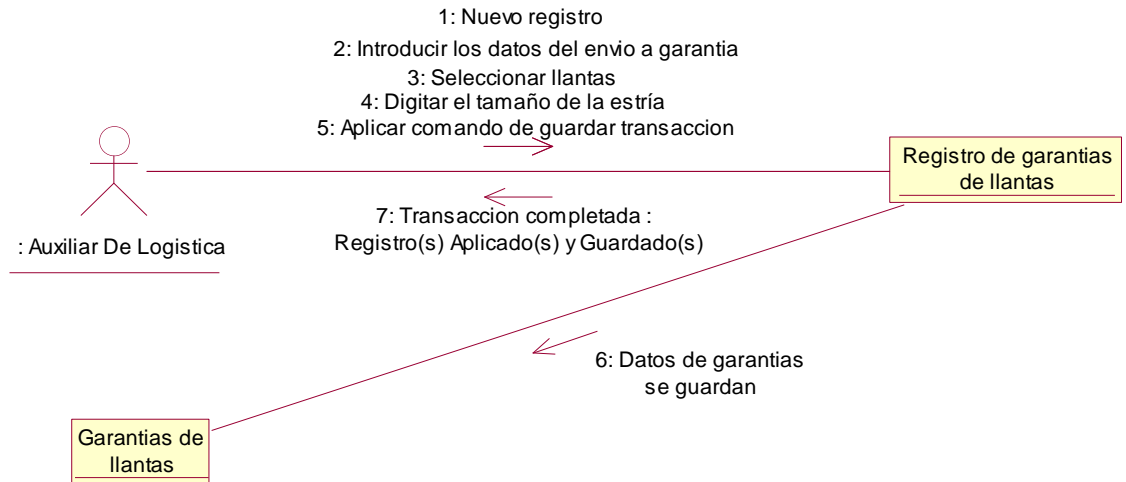 1: Nuevo registro
2: Introducir los datos del envio a garantia
3: Seleccionar llantas
4: Digitar el tamaño de la estría
5: Aplicar comando de guardar transaccion
Registro de garantias
de llantas
7: Transaccion completada :
Registro(s) Aplicado(s) y Guardado(s)
: Auxiliar De Logistica
6: Datos de garantias
se guardan
Garantias de
llantas